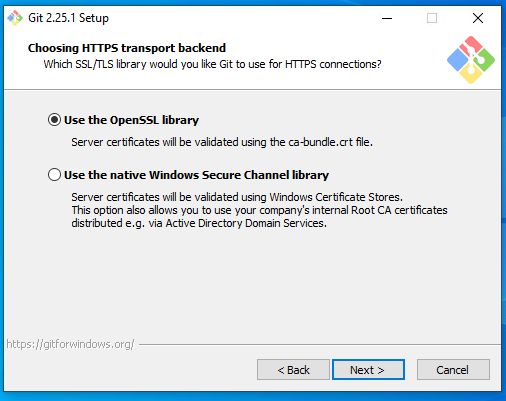 Git 2.25.1 Setup
Choosing HTTPS transport backend
Which SSL/TLS library would you like Git to use for HTTPS connections?
Use the OpenSSL library
Server certificates will be validated using the ca-bundle.crt file.
Use the native Windows Secure Channel library
Server certificates will be validated using Windows Certificate Stores.
This option also allows you to use your company's internal Root CA certificates
distributed e.g. via Active Directory Domain Services.
https://gitforwindows.org/
< Back
Next >
Cancel